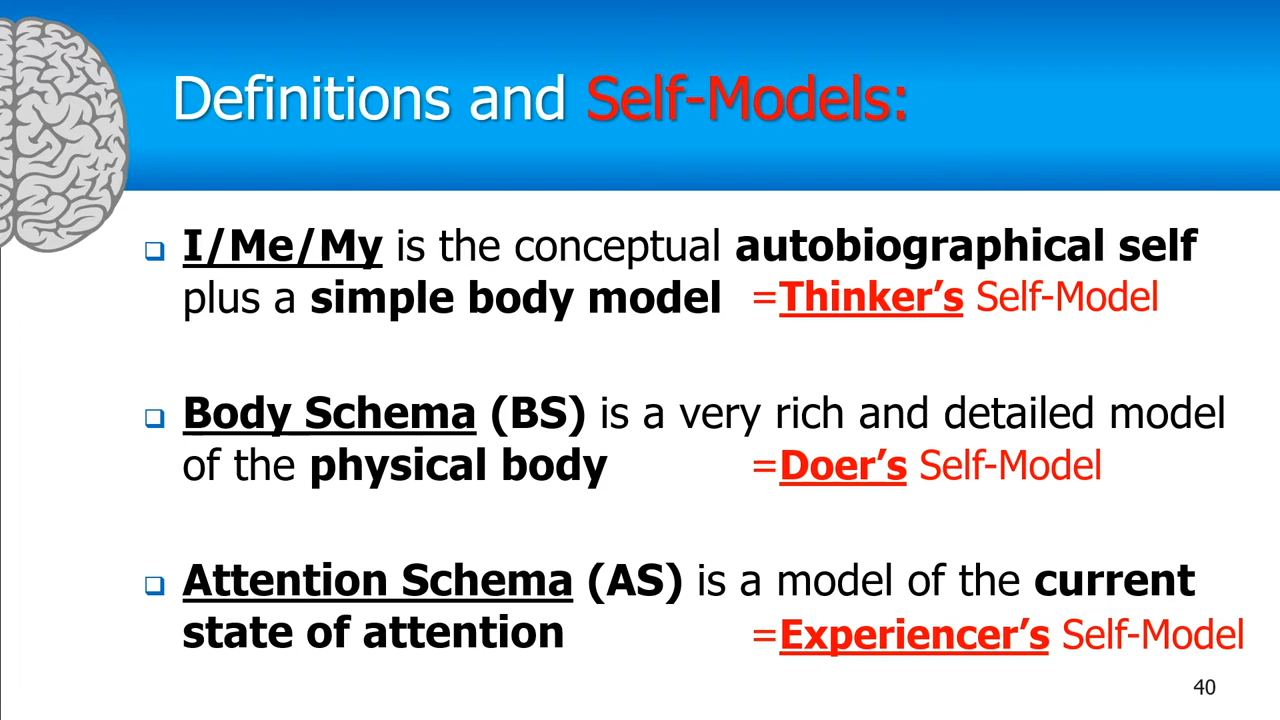 Definitions and Self-Models:
I/Me/My is the conceptual autobiographical self
plus a simple body model =Thinker’s Self-Model
Body Schema (BS) is a very rich and detailed model
of the physical body =Doer’s Self-Model
Attention Schema (AS) is a model of the current
state of attention =Experiencer’s Self-Model
40